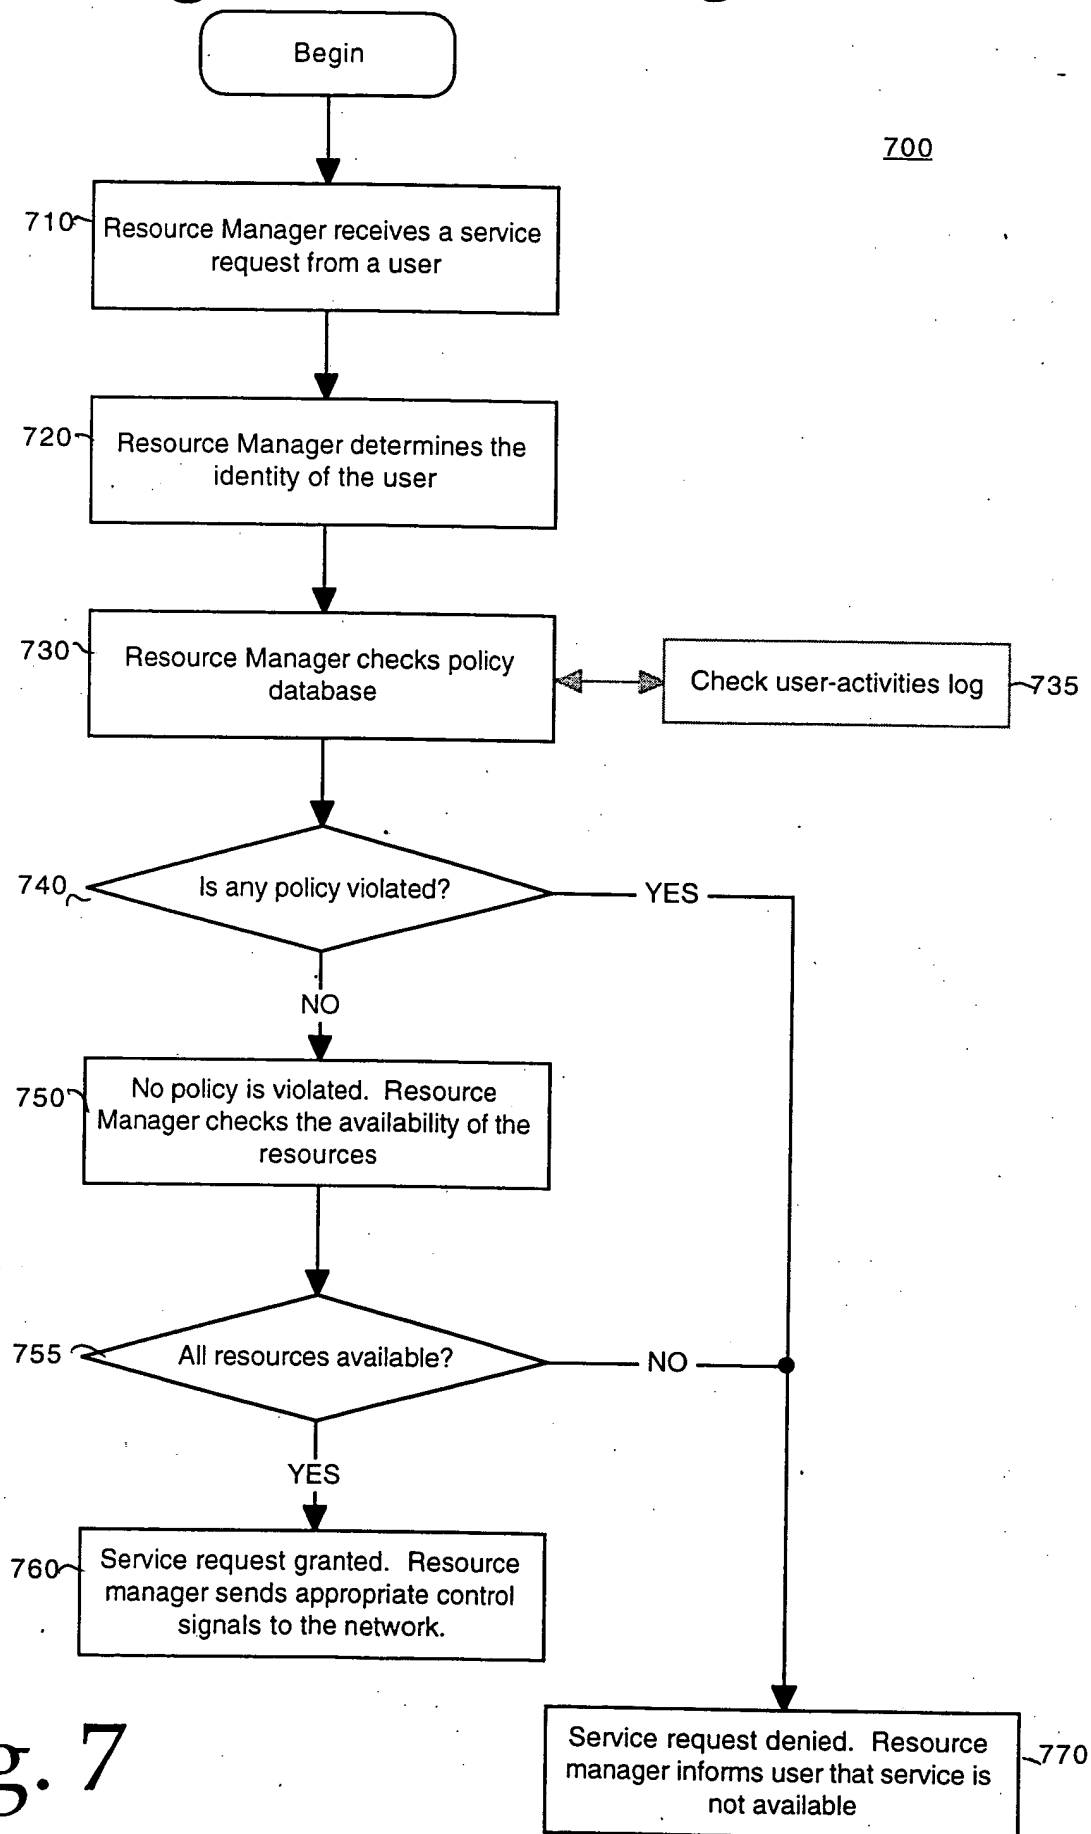 Begin
700
710
Resource Manager receives a service
request from a user
720
Resource Manager determines the
identity of the user
730
Resource Manager checks policy
database
Check user-activities log
735
740
Is any policy violated?
YES
NO
750
No policy is violated. Resource
Manager checks the availability of the
resources
755
All resources available?
NO
YES
760
Service request granted. Resource
manager sends appropriate control
signals to the network.
Service request denied. Resource
manager informs user that service is
not available
770
g. 7